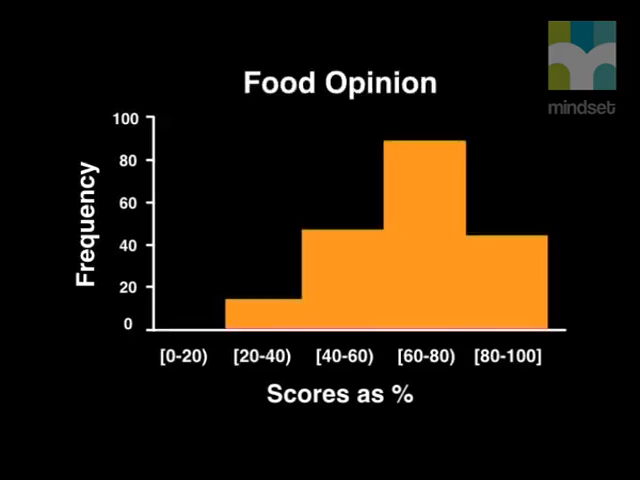 mindset
Food Opinion
100
80
60
40
20
0
Frequency
[0-20) [20-40) [40-60) [60-80) [80-100]
Scores as %